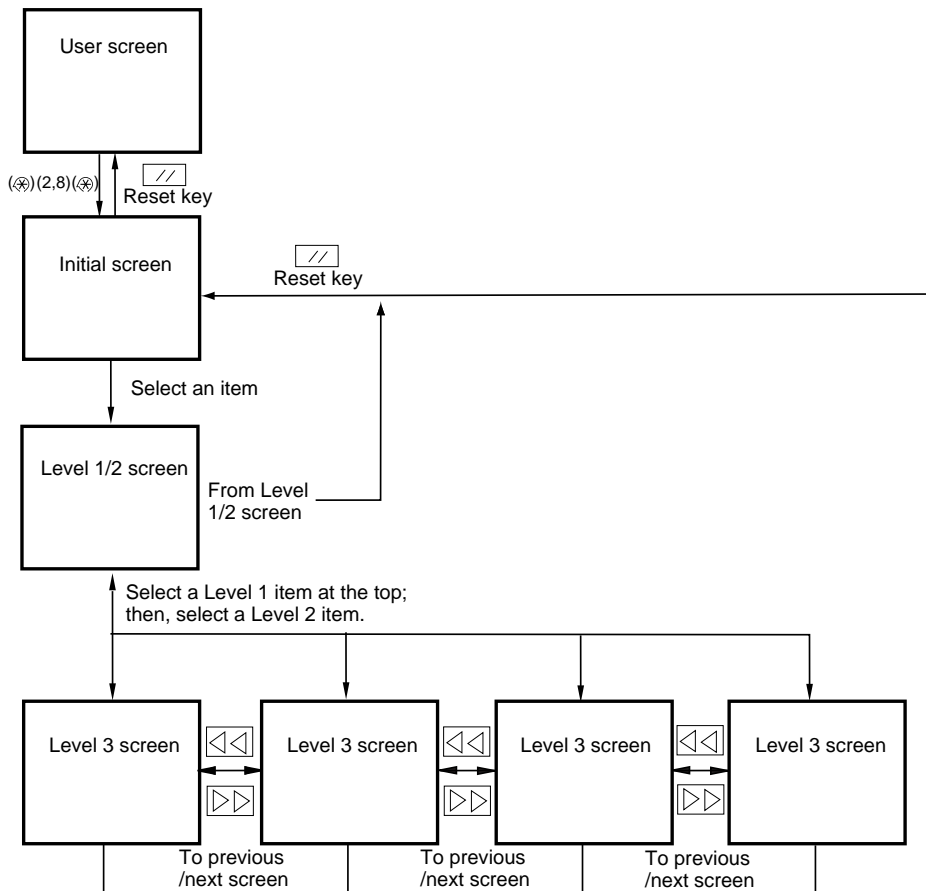 User screen
(✳)(2,8)(✳)
Reset key
Initial screen
Reset key
Select an item
Level 1/2 screen
From Level
1/2 screen
Select a Level 1 item at the top;
then, select a Level 2 item.
Level 3 screen
Level 3 screen
Level 3 screen
Level 3 screen
To previous
/next screen
To previous
/next screen
To previous
/next screen